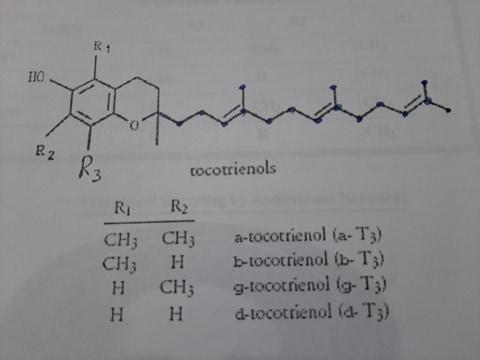 R₁
HO
O
R₂
R₃
tocotrienols
R₁ R₂
CH₃ CH₃ a-tocotrienol (a- T₃)
CH₃ H b-tocotrienol (b- T₃)
H CH₃ g-tocotrienol (g- T₃)
H H d-tocotrienol (d- T₃)